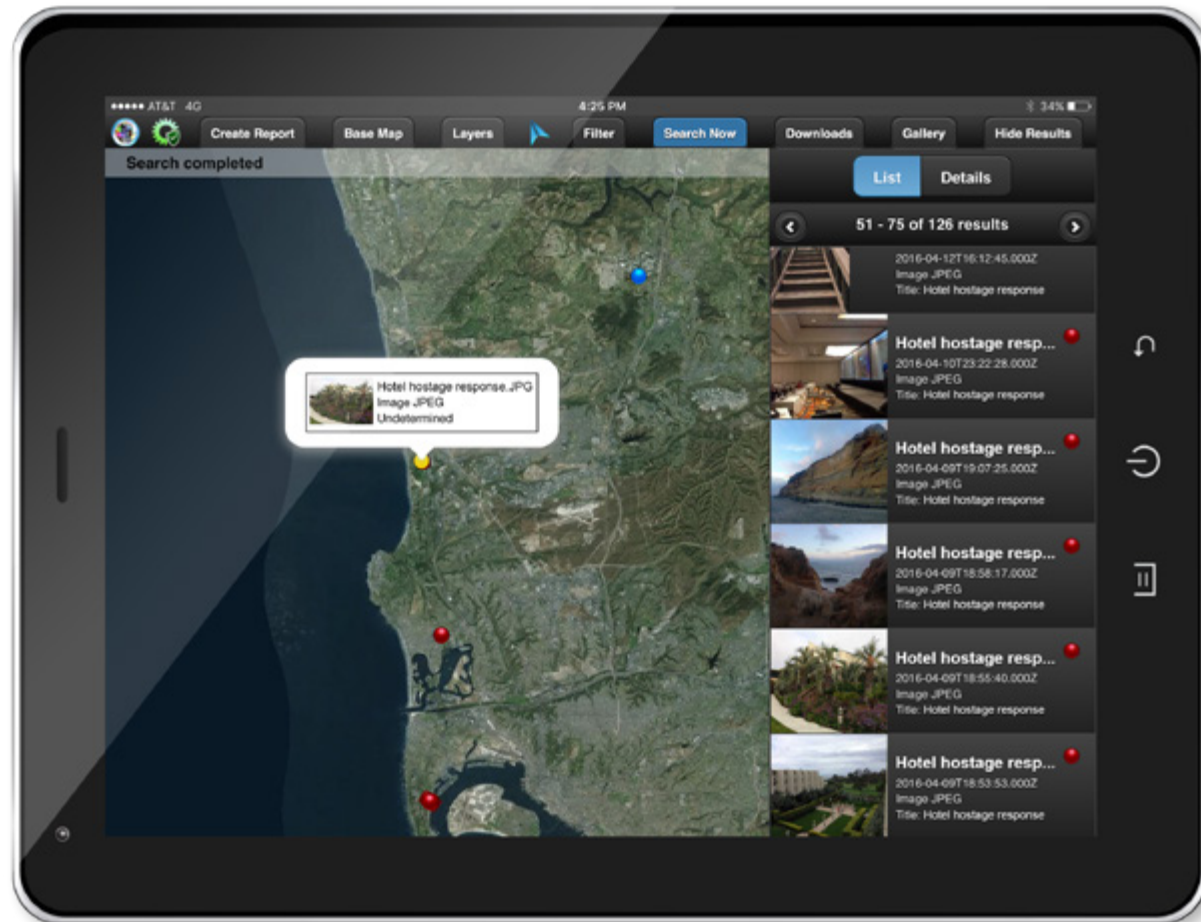 AT&T 4G
4:25 PM
34%
Create Report
Base Map
Layers
Filter
Search Now
Downloads
Gallery
Hide Results
Search completed
List
Details
51 - 75 of 126 results
2016-04-12T16:12:45.000Z
Image JPEG
Title: Hotel hostage response
Hotel hostage resp...
2016-04-10T23:22:28.000Z
Image JPEG
Title: Hotel hostage response
Hotel hostage resp...
2016-04-09T19:07:25.000Z
Image JPEG
Title: Hotel hostage response
Hotel hostage resp...
2016-04-09T18:58:17.000Z
Image JPEG
Title: Hotel hostage response
Hotel hostage resp...
2016-04-09T18:55:40.000Z
Image JPEG
Title: Hotel hostage response
Hotel hostage resp...
2016-04-09T18:53:53.000Z
Image JPEG
Title: Hotel hostage response
Hotel hostage response.JPG
Image JPEG
Undetermined